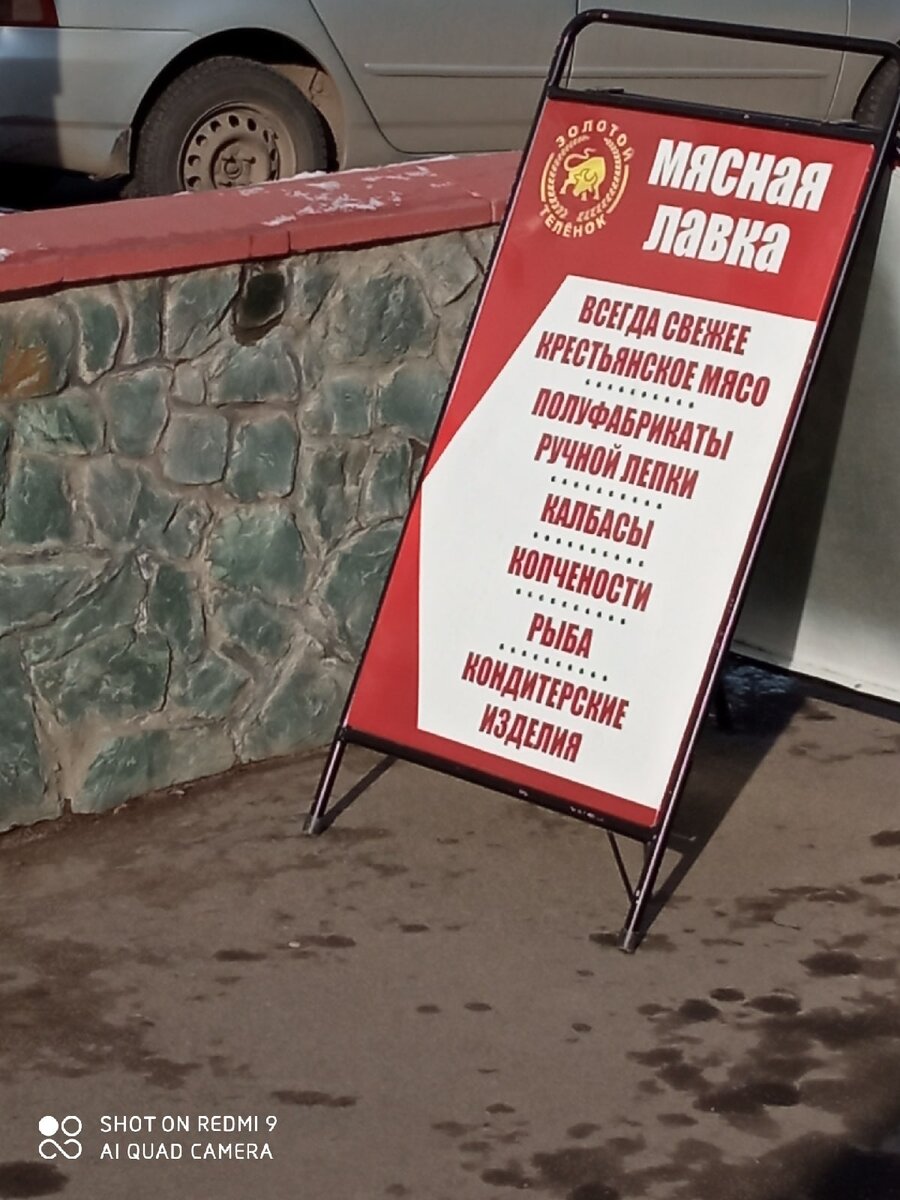 ЗОЛОТОЙ
ТЕЛЁНОК
МЯСНАЯ
ЛАВКА
ВСЕГДА СВЕЖЕЕ
КРЕСТЬЯНСКОЕ МЯСО
ПОЛУФАБРИКАТЫ
РУЧНОЙ ЛЕПКИ
КАЛБАСЫ
КОПЧЕНОСТИ
РЫБА
КОНДИТЕРСКИЕ
ИЗДЕЛИЯ
SHOT ON REDMI 9
AI QUAD CAMERA